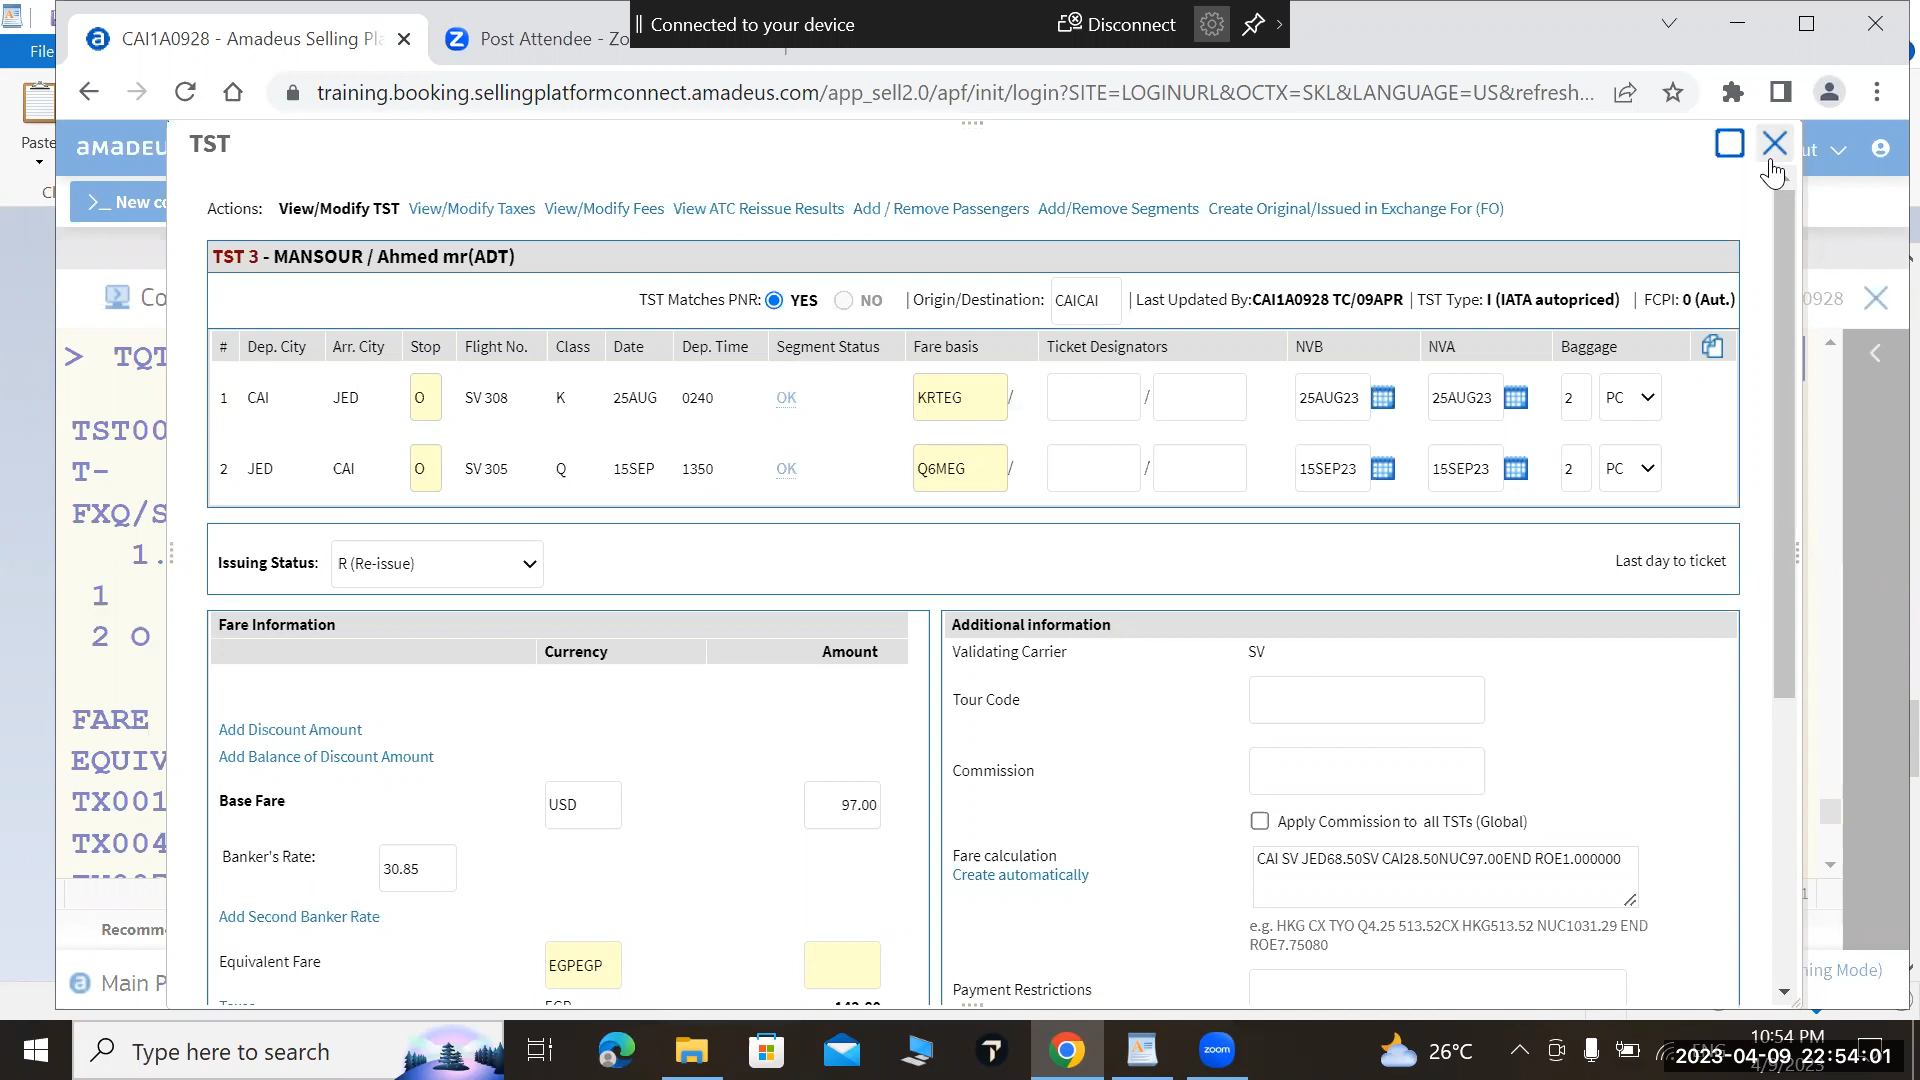 CAI1A0928 - Amadeus Selling Pla
Post Attendee - Zo
Connected to your device
Disconnect
File
training.booking.sellingplatformconnect.amadeus.com/app_sell2.0/apf/init/login?SITE=LOGINURL&OCTX=SKL&LANGUAGE=US&refresh...
Paste
amadeu
ut
TST
New co
Actions: View/Modify TST View/Modify Taxes View/Modify Fees View ATC Reissue Results Add / Remove Passengers Add/Remove Segments Create Original/Issued in Exchange For (FO)
TST 3 - MANSOUR / Ahmed mr(ADT)
TST Matches PNR: YES NO | Origin/Destination: CAICAI | Last Updated By:CAI1A0928 TC/09APR | TST Type: I (IATA autopriced) | FCPI: 0 (Aut.)
Co
0928
# Dep. City Arr. City Stop Flight No. Class Date Dep. Time Segment Status Fare basis Ticket Designators NVB NVA Baggage
1 CAI JED O SV 308 K 25AUG 0240 OK KRTEG / / 25AUG23 25AUG23 2 PC
2 JED CAI O SV 305 Q 15SEP 1350 OK Q6MEG / / 15SEP23 15SEP23 2 PC
> TQT
TST00
T-
FXQ/S
1.
1
2 O
FARE
EQUIV
TX001
TX004
Issuing Status: R (Re-issue) Last day to ticket
Fare Information
Currency Amount
Add Discount Amount
Add Balance of Discount Amount
Base Fare USD 97.00
Banker's Rate: 30.85
Add Second Banker Rate
Equivalent Fare EGPEGP
Additional information
Validating Carrier SV
Tour Code
Commission
Apply Commission to all TSTs (Global)
Fare calculation
Create automatically
CAI SV JED68.50SV CAI28.50NUC97.00END ROE1.000000
e.g. HKG CX TYO Q4.25 513.52CX HKG513.52 NUC1031.29 END
ROE7.75080
Payment Restrictions
Recomm
Main P
ning Mode)
Type here to search
zoom
26°C
10:54 PM
2023-04-09 22:54:01